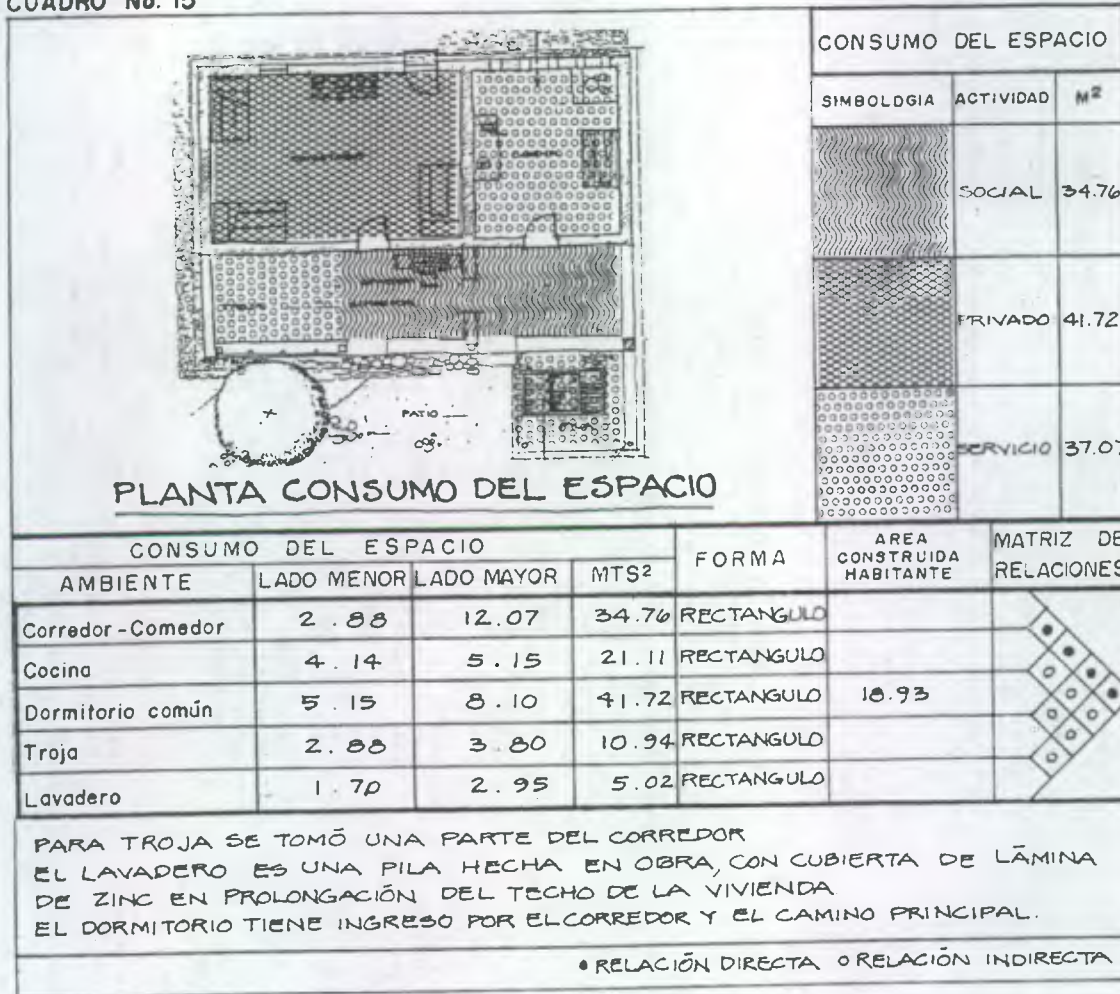 CUADRO No. 15
CONSUMO DEL ESPACIO
SIMBOLOGIA ACTIVIDAD M²
SOCIAL 34.76
PRIVADO 41.72
SERVICIO 37.07
PATIO
PLANTA CONSUMO DEL ESPACIO
CONSUMO DEL ESPACIO FORMA AREA CONSTRUIDA HABITANTE MATRIZ DE RELACIONES
AMBIENTE LADO MENOR LADO MAYOR MTS²
Corredor-Comedor 2.88 12.07 34.76 RECTANGULO
Cocina 4.14 5.15 21.11 RECTANGULO
Dormitorio común 5.15 8.10 41.72 RECTANGULO 18.93
Troja 2.88 3.80 10.94 RECTANGULO
Lavadero 1.70 2.95 5.02 RECTANGULO
PARA TROJA SE TOMÓ UNA PARTE DEL CORREDOR
EL LAVADERO ES UNA PILA HECHA EN OBRA, CON CUBIERTA DE LÁMINA
DE ZINC EN PROLONGACIÓN DEL TECHO DE LA VIVIENDA
EL DORMITORIO TIENE INGRESO POR EL CORREDOR Y EL CAMINO PRINCIPAL.
• RELACIÓN DIRECTA o RELACIÓN INDIRECTA